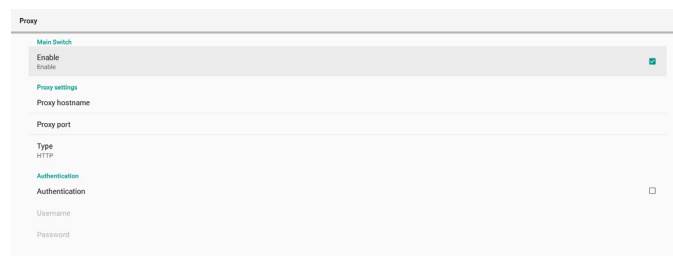 Proxy
Main Switch
Enable
Enable
Proxy settings
Proxy hostname
Proxy port
Type
HTTP
Authentication
Authentication
Username
Password